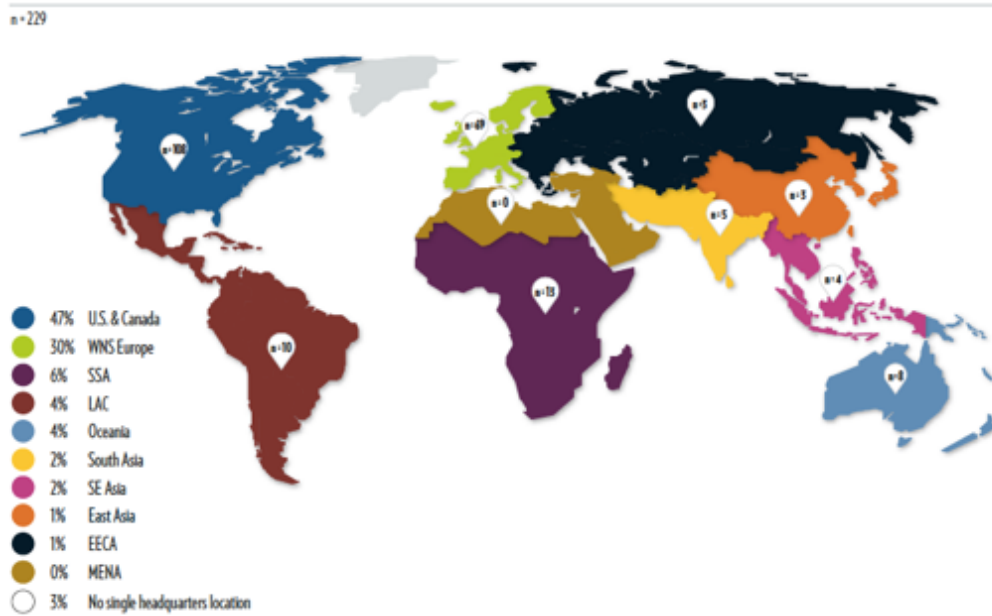 n = 229
n=108
n=69
n=0
n=5
n=3
n=4
n=13
n=10
n=8
47% U.S. & Canada
30% WNS Europe
6% SSA
4% LAC
4% Oceania
2% South Asia
2% SE Asia
1% East Asia
1% EECA
0% MENA
3% No single headquarters location